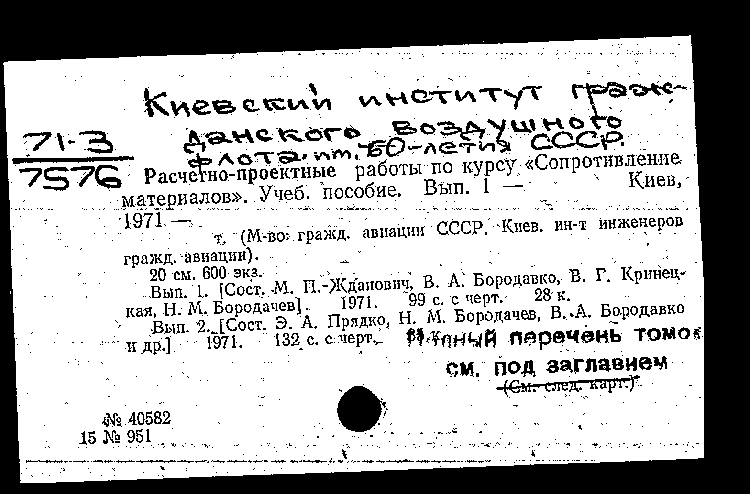 Киевский институт граж-
71-3 данского воздушного
7576 флота. им. 60-летия СССР.
Расчетно-проектные работы по курсу «Сопротивление
материалов». Учеб. пособие. Вып. 1 — Киев,
1971 —
т. (М-во гражд. авиации СССР. Киев. ин-т инженеров
гражд. авиации).
20 см. 600 экз.
Вып. 1. [Сост. М. П. Жданович, В. А. Бородавко, В. Г. Кринец-
кая, Н. М. Бородачев]. 1971. 99 с. с черт. 28 к.
Вып. 2. [Сост. Э. А. Прядко, Н. М. Бородачев, В. А. Бородавко
и др.] 1971. 132 с. с черт. перечень томов
см. под заглавием
(См. след. карт.)
№ 40582
15 № 951